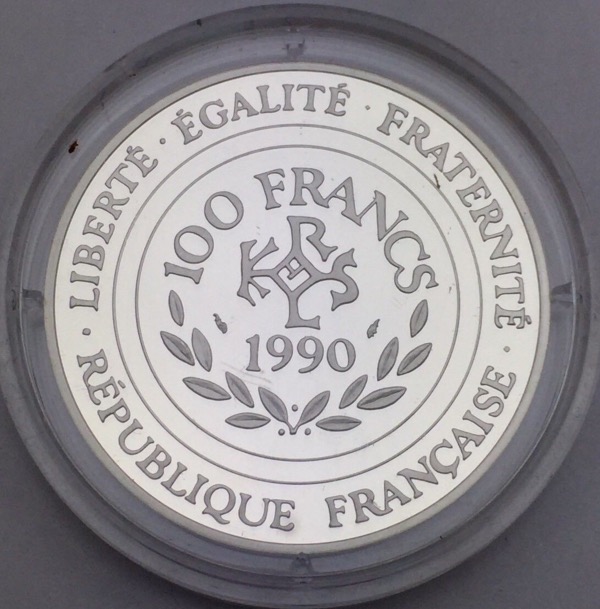 · LIBERTÉ · ÉGALITÉ · FRATERNITÉ ·
RÉPUBLIQUE FRANÇAISE
100 FRANCS
K R L S
1990